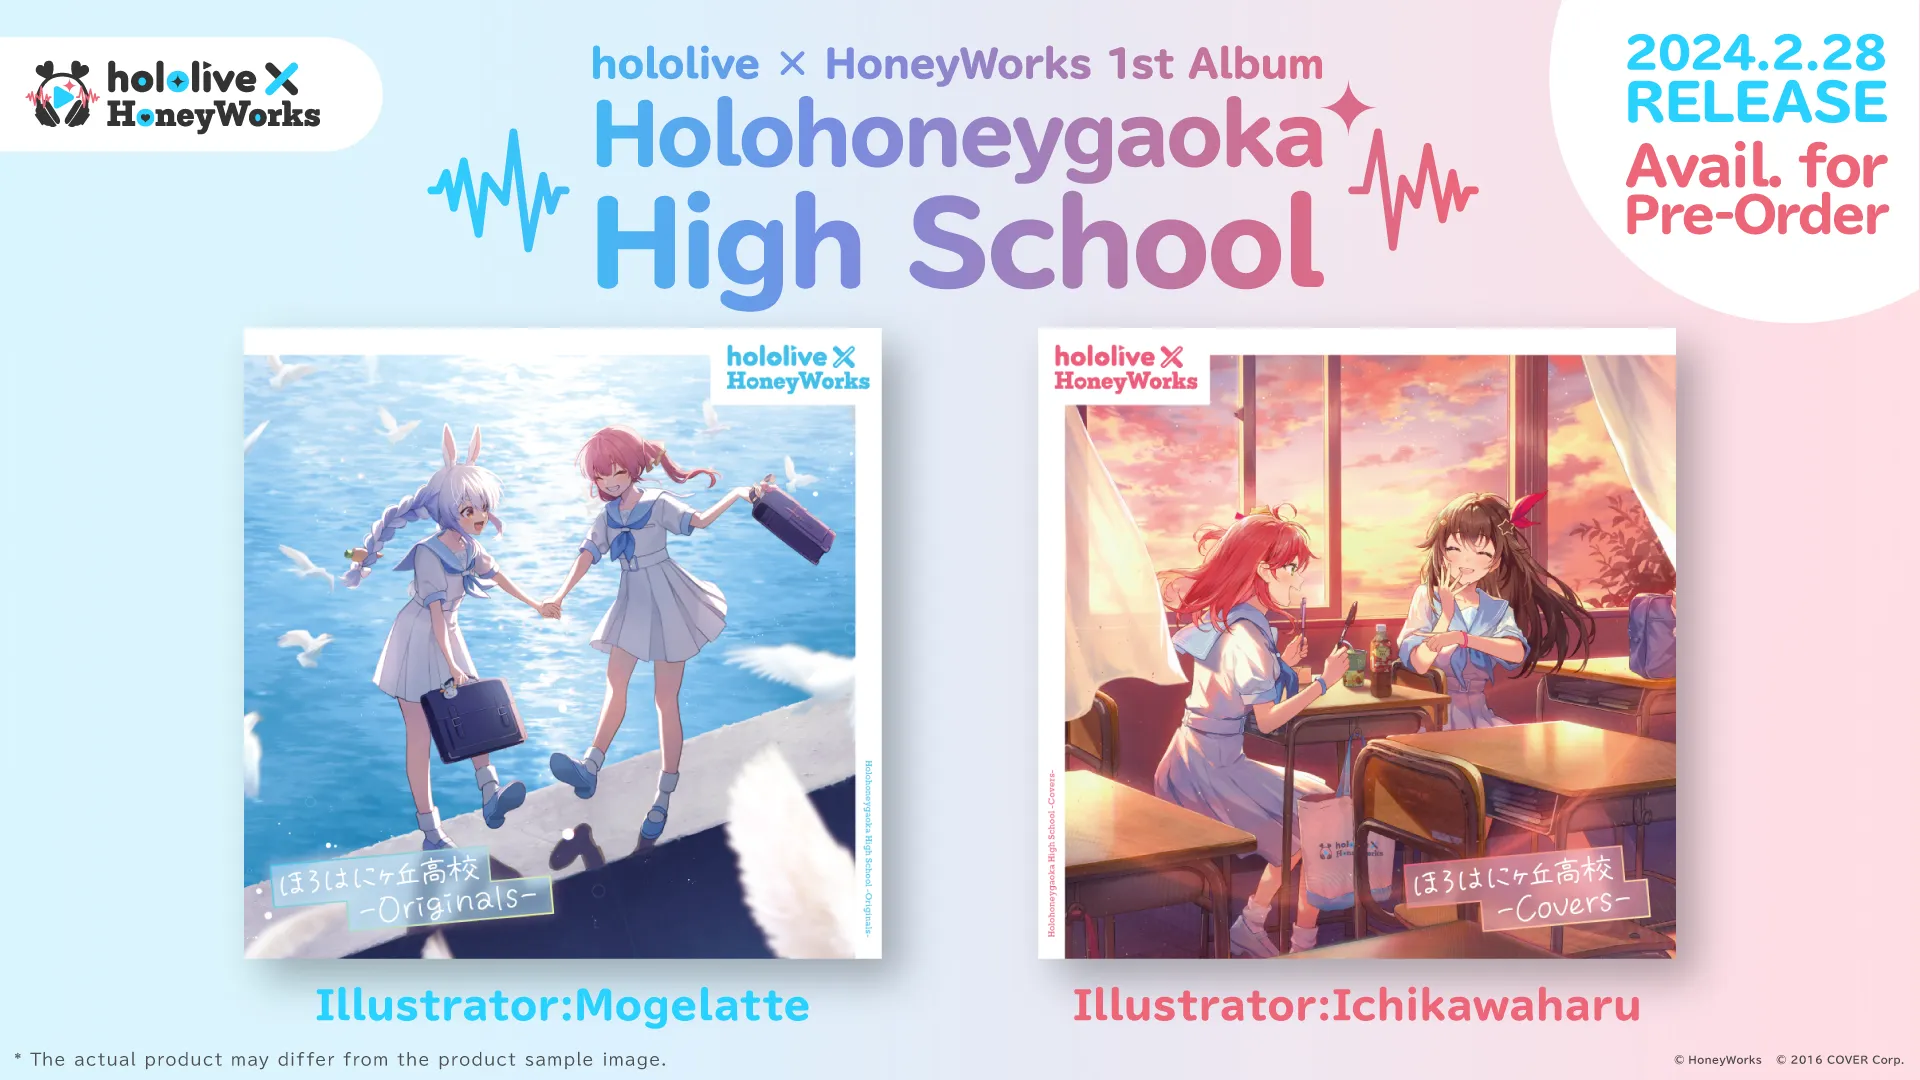 hololive X
HoneyWorks
hololive × HoneyWorks 1st Album
Holohoneygaoka
High School
2024.2.28
RELEASE
Avail. for
Pre-Order
hololive X
HoneyWorks
ほろはにヶ丘高校
-Originals-
Holohoneygaoka High School -Originals-
hololive X
HoneyWorks
Holohoneygaoka High School -Covers-
hololive X
HoneyWorks
ほろはにヶ丘高校
-Covers-
Illustrator:Mogelatte
Illustrator:Ichikawaharu
* The actual product may differ from the product sample image.
© HoneyWorks © 2016 COVER Corp.